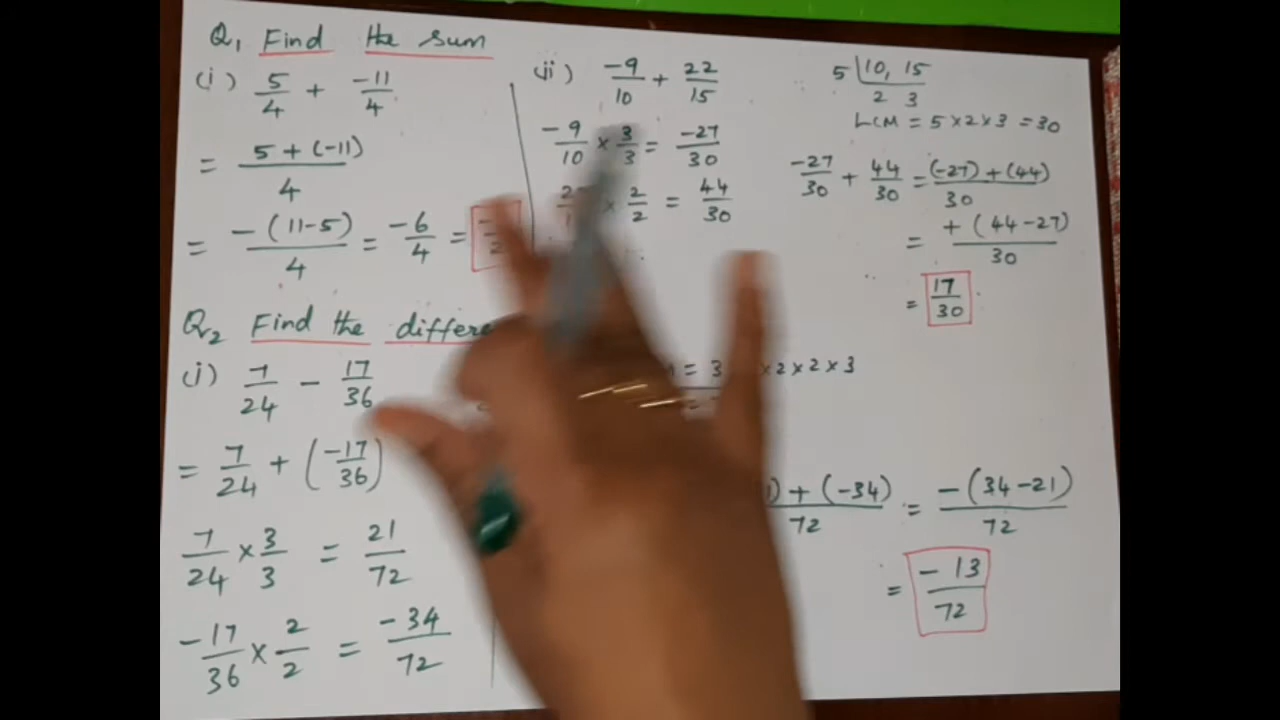 Q1 Find the sum
(i) 5/4 + -11/4
= 5 + (-11)/4
= -(11-5)/4 = -6/4 =
(ii) -9/10 + 22/15
-9/10 × 3/3 = -27/30
× 2/2 = 44/30
5 | 10, 15
2 3
LCM = 5 × 2 × 3 = 30
-27/30 + 44/30 = (-27) + (44)/30
= + (44-27)/30
= 17/30
Q2 Find the
(i) 7/24 - 17/36
= 7/24 + (-17/36)
7/24 × 3/3 = 21/72
-17/36 × 2/2 = -34/72
= 3
× 2 × 2 × 3
=
) + (-34)/72 = -(34-21)/72
= -13/72